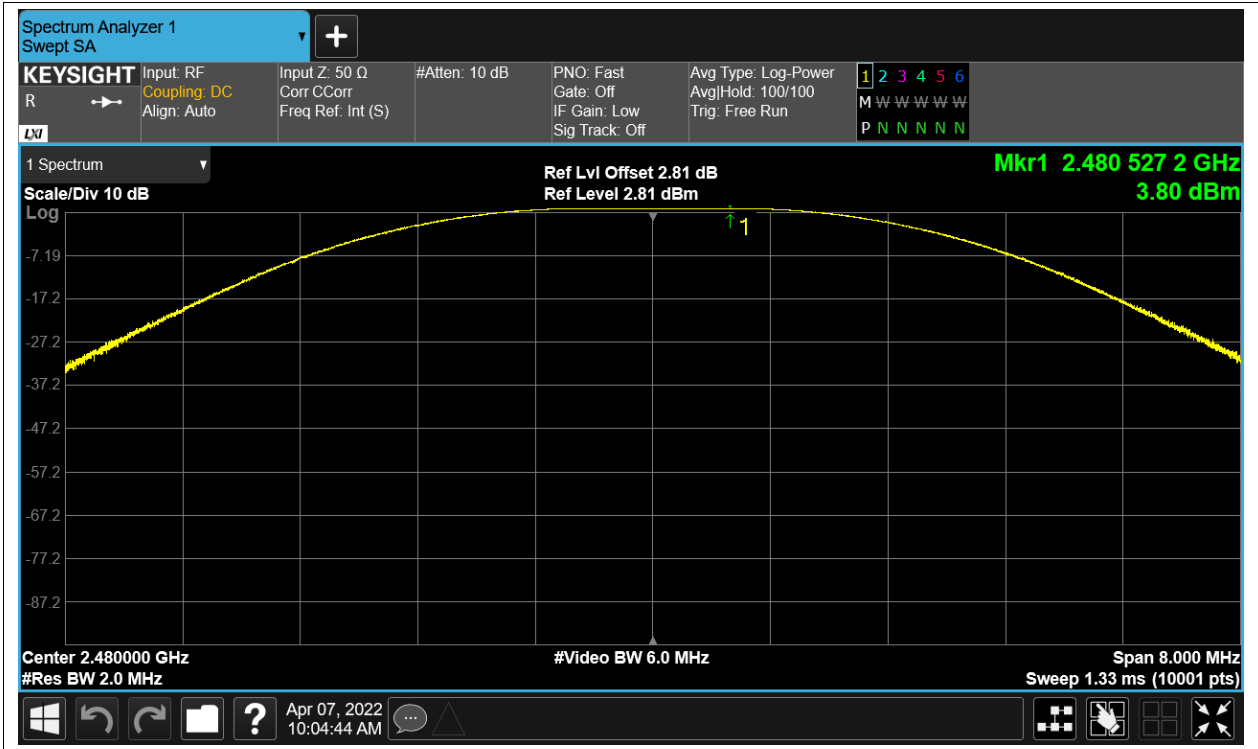 Spectrum Analyzer 1
Swept SA
KEYSIGHT
R
LXI
Input: RF
Coupling: DC
Align: Auto
Input Z: 50 Ω
Corr CCorr
Freq Ref: Int (S)
#Atten: 10 dB
PNO: Fast
Gate: Off
IF Gain: Low
Sig Track: Off
Avg Type: Log-Power
Avg|Hold: 100/100
Trig: Free Run
1 2 3 4 5 6
M W W W W W
P N N N N N
1 Spectrum
Scale/Div 10 dB
Log
Ref Lvl Offset 2.81 dB
Ref Level 2.81 dBm
Mkr1 2.480 527 2 GHz
3.80 dBm
1
-7.19
-17.2
-27.2
-37.2
-47.2
-57.2
-67.2
-77.2
-87.2
Center 2.480000 GHz
#Video BW 6.0 MHz
Span 8.000 MHz
#Res BW 2.0 MHz
Sweep 1.33 ms (10001 pts)
?
Apr 07, 2022
10:04:44 AM